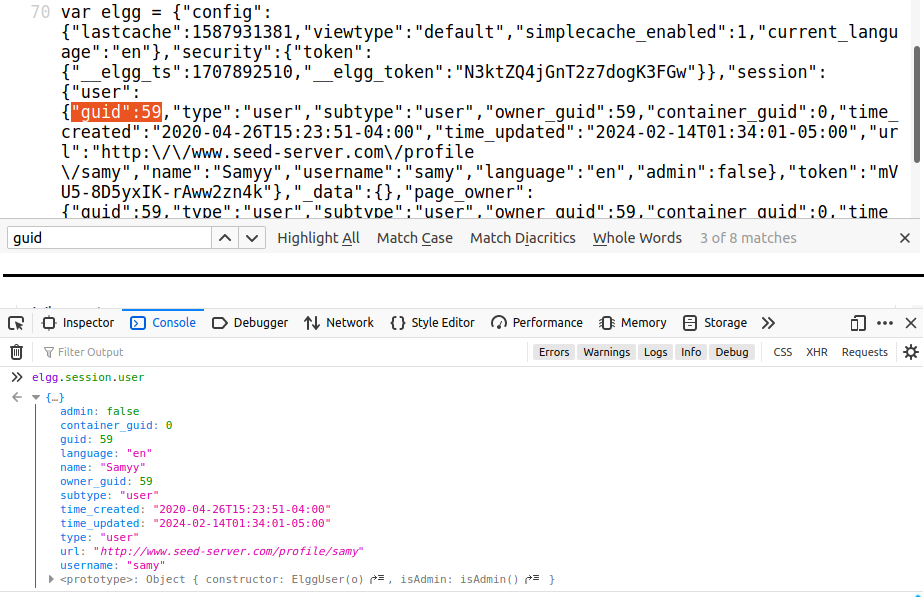 70 var elgg = {"config":
{"lastcache":1587931381,"viewtype":"default","simplecache_enabled":1,"current_langu
age":"en"},"security":{"token":
{"__elgg_ts":1707892510,"__elgg_token":"N3ktZQ4jGnT2z7dogK3FGw"}},"session":
{"user":
{"guid":59,"type":"user","subtype":"user","owner_guid":59,"container_guid":0,"time_
created":"2020-04-26T15:23:51-04:00","time_updated":"2024-02-14T01:34:01-05:00","ur
l":"http:\/\/www.seed-server.com\/profile
\/samy","name":"Samyy","username":"samy","language":"en","admin":false},"token":"mV
U5-8D5yxIK-rAww2zn4k"},"_data":{},"page_owner":
{"guid":59,"type":"user","subtype":"user","owner_guid":59,"container_guid":0,"time
guid Highlight All Match Case Match Diacritics Whole Words 3 of 8 matches
Inspector Console Debugger Network Style Editor Performance Memory Storage
Filter Output Errors Warnings Logs Info Debug CSS XHR Requests
elgg.session.user
{…}
admin: false
container_guid: 0
guid: 59
language: "en"
name: "Samyy"
owner_guid: 59
subtype: "user"
time_created: "2020-04-26T15:23:51-04:00"
time_updated: "2024-02-14T01:34:01-05:00"
type: "user"
url: "http://www.seed-server.com/profile/samy"
username: "samy"
<prototype>: Object { constructor: ElggUser(o), isAdmin: isAdmin() }